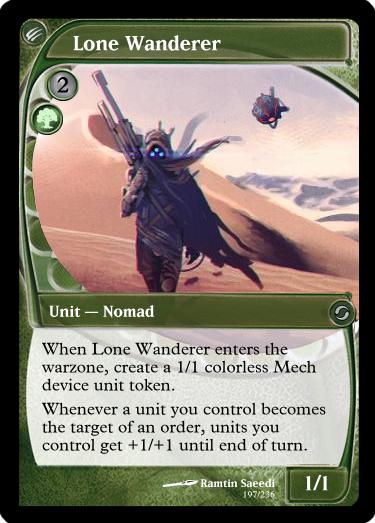 Lone Wanderer
2
Unit — Nomad
When Lone Wanderer enters the
warzone, create a 1/1 colorless Mech
device unit token.
Whenever a unit you control becomes
the target of an order, units you
control get +1/+1 until end of turn.
Ramtin Saeedi
197/236
1/1